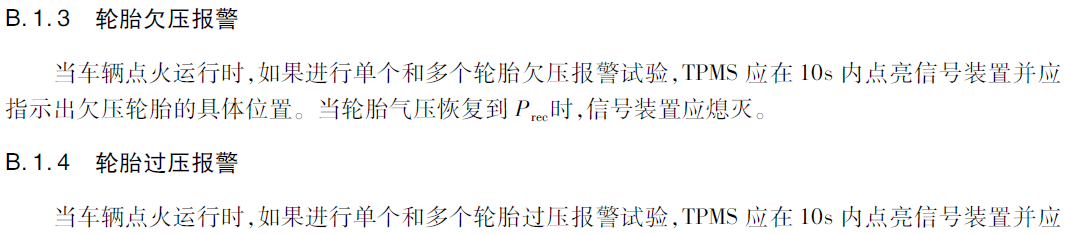 B.1.3 轮胎欠压报警
当车辆点火运行时,如果进行单个和多个轮胎欠压报警试验,TPMS 应在 10s 内点亮信号装置并应
指示出欠压轮胎的具体位置。当轮胎气压恢复到 Prec时,信号装置应熄灭。
B.1.4 轮胎过压报警
当车辆点火运行时,如果进行单个和多个轮胎过压报警试验,TPMS 应在 10s 内点亮信号装置并应